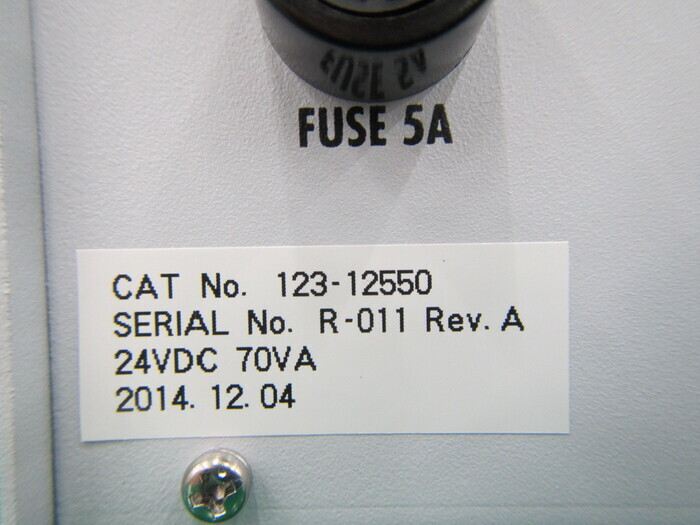 FUSE 5A
CAT No. 123-12550
SERIAL No. R-011 Rev. A
24VDC 70VA
2014. 12. 04